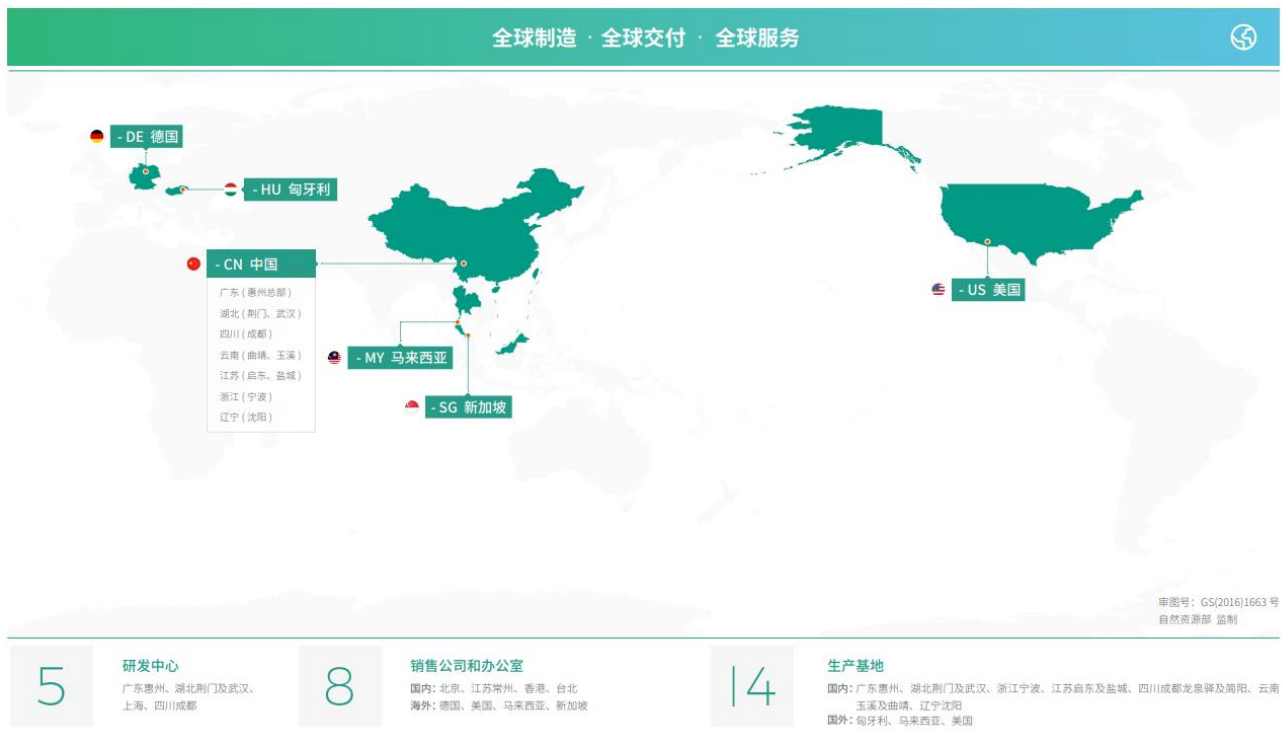 全球制造 · 全球交付 · 全球服务
- DE 德国
- HU 匈牙利
- CN 中国
广东 ( 惠州总部 )
湖北 ( 荆门、武汉 )
四川 ( 成都 )
云南 ( 曲靖、玉溪 )
江苏 ( 启东、盐城 )
浙江 ( 宁波 )
辽宁 ( 沈阳 )
- US 美国
- MY 马来西亚
- SG 新加坡
审图号：GS(2016)1663 号
自然资源部 监制
5
研发中心
广东惠州、湖北荆门及武汉、
上海、四川成都
8
销售公司和办公室
国内: 北京、江苏常州、香港、台北
海外: 德国、美国、马来西亚、新加坡
14
生产基地
国内: 广东惠州、湖北荆门及武汉、浙江宁波、江苏启东及盐城、四川成都龙泉驿及简阳、云南
玉溪及曲靖、辽宁沈阳
国外: 匈牙利、马来西亚、美国